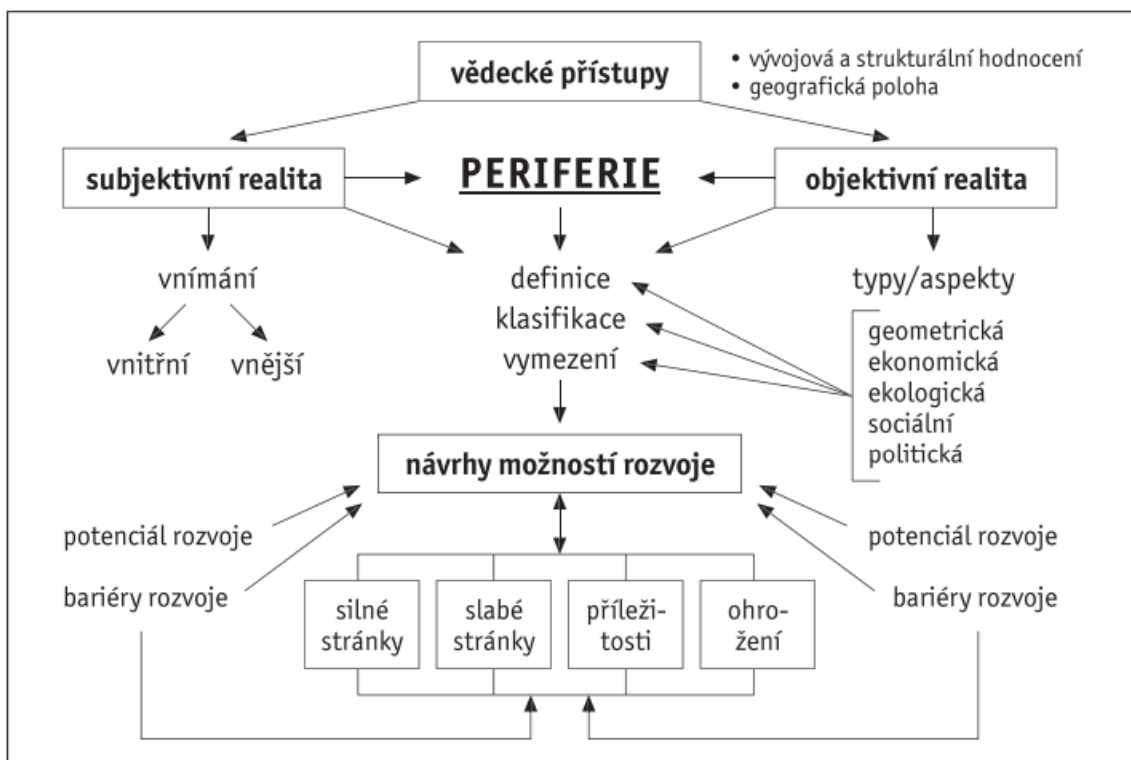 vědecké přístupy
• vývojová a strukturální hodnocení
• geografická poloha
subjektivní realita
PERIFERIE
objektivní realita
vnímání
vnitřní
vnější
definice
klasifikace
vymezení
typy/aspekty
geometrická
ekonomická
ekologická
sociální
politická
návrhy možností rozvoje
potenciál rozvoje
bariéry rozvoje
potenciál rozvoje
bariéry rozvoje
silné
stránky
slabé
stránky
příleži-
tosti
ohro-
žení